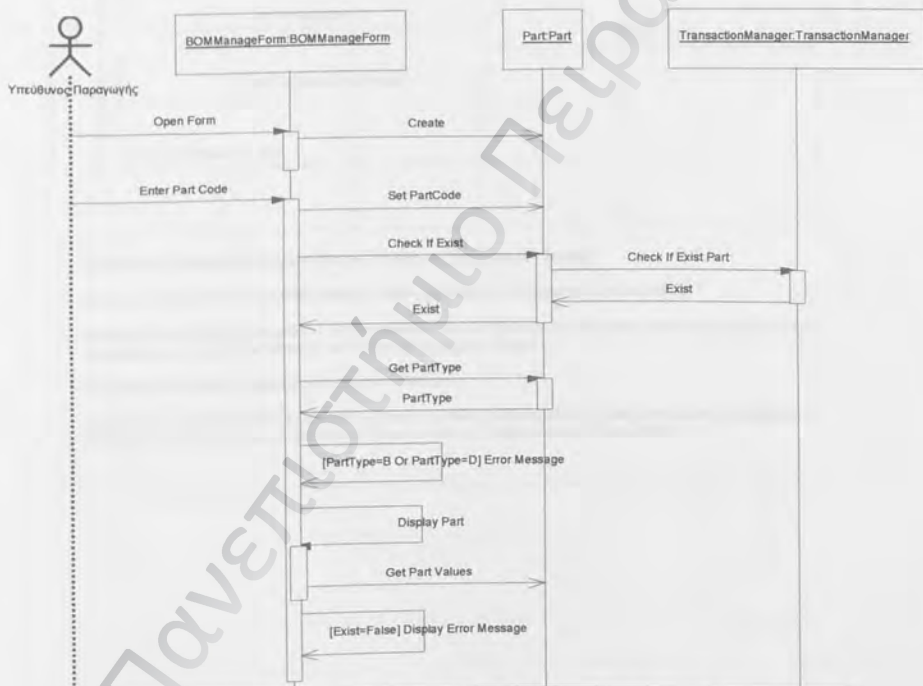 BOMManageForm:BOMManageForm
Part:Part
TransactionManager:TransactionManager
Υπεύθυνος Παραγωγής
Open Form
Create
Enter Part Code
Set PartCode
Check If Exist
Check If Exist Part
Exist
Exist
Get PartType
PartType
[PartType=B Or PartType=D] Error Message
Display Part
Get Part Values
[Exist=False] Display Error Message
Πανεπιστήμιο